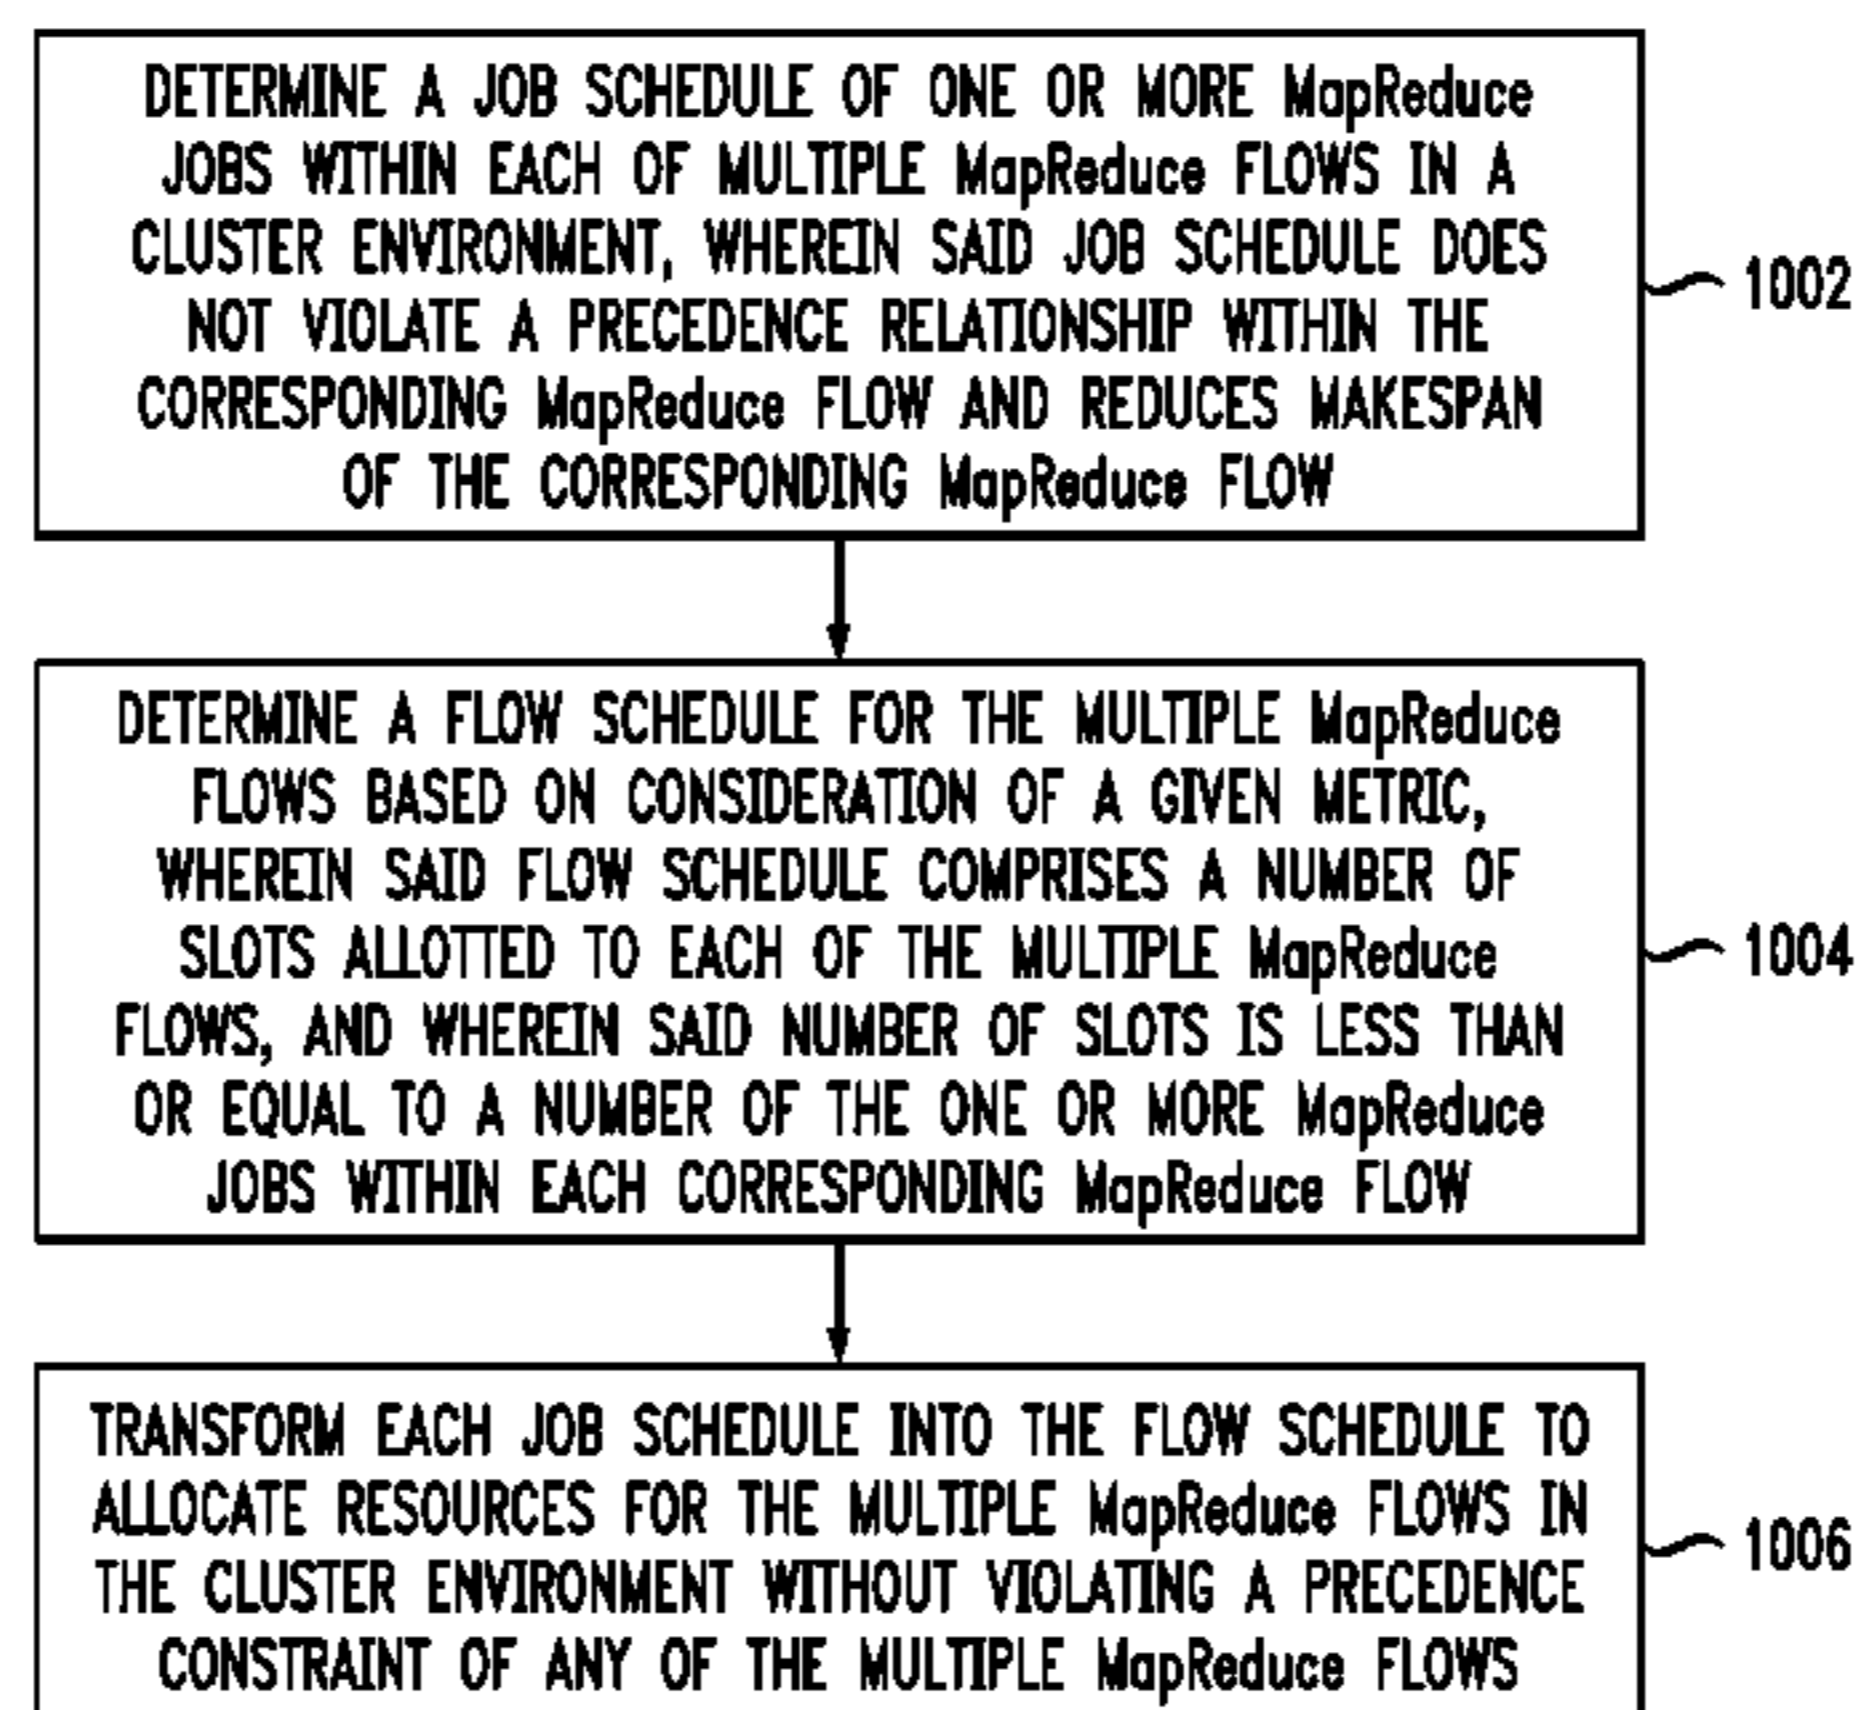 DETERMINE A JOB SCHEDULE OF ONE OR MORE MapReduce
JOBS WITHIN EACH OF MULTIPLE MapReduce FLOWS IN A
CLUSTER ENVIRONMENT, WHEREIN SAID JOB SCHEDULE DOES
NOT VIOLATE A PRECEDENCE RELATIONSHIP WITHIN THE
CORRESPONDING MapReduce FLOW AND REDUCES MAKESPAN
OF THE CORRESPONDING MapReduce FLOW
1002
DETERMINE A FLOW SCHEDULE FOR THE MULTIPLE MapReduce
FLOWS BASED ON CONSIDERATION OF A GIVEN METRIC,
WHEREIN SAID FLOW SCHEDULE COMPRISES A NUMBER OF
SLOTS ALLOTTED TO EACH OF THE MULTIPLE MapReduce
FLOWS, AND WHEREIN SAID NUMBER OF SLOTS IS LESS THAN
OR EQUAL TO A NUMBER OF THE ONE OR MORE MapReduce
JOBS WITHIN EACH CORRESPONDING MapReduce FLOW
1004
TRANSFORM EACH JOB SCHEDULE INTO THE FLOW SCHEDULE TO
ALLOCATE RESOURCES FOR THE MULTIPLE MapReduce FLOWS IN
THE CLUSTER ENVIRONMENT WITHOUT VIOLATING A PRECEDENCE
CONSTRAINT OF ANY OF THE MULTIPLE MapReduce FLOWS
1006